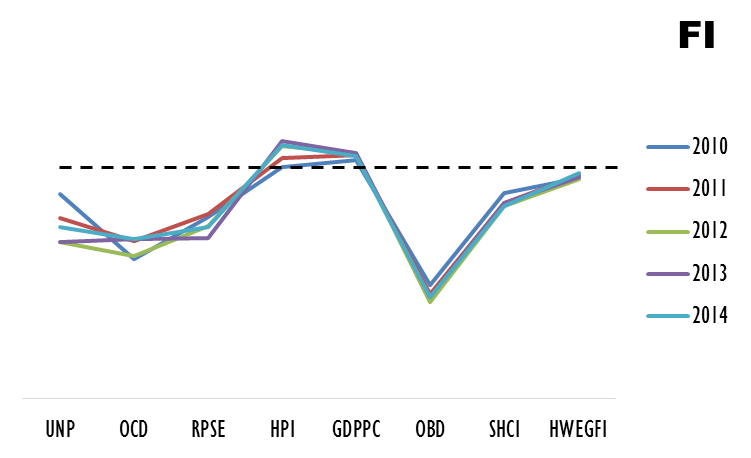 FI
2010
2011
2012
2013
2014
UNP OCD RPSE HPI GDPPC OBD SHCI HWEGFI